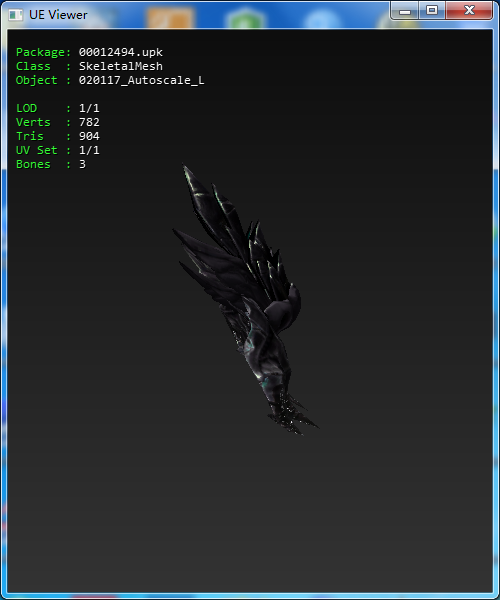 UE Viewer
Package: 00012494.upk
Class : SkeletalMesh
Object : 020117_Autoscale_L
LOD : 1/1
Verts : 782
Tris : 904
UV Set : 1/1
Bones : 3